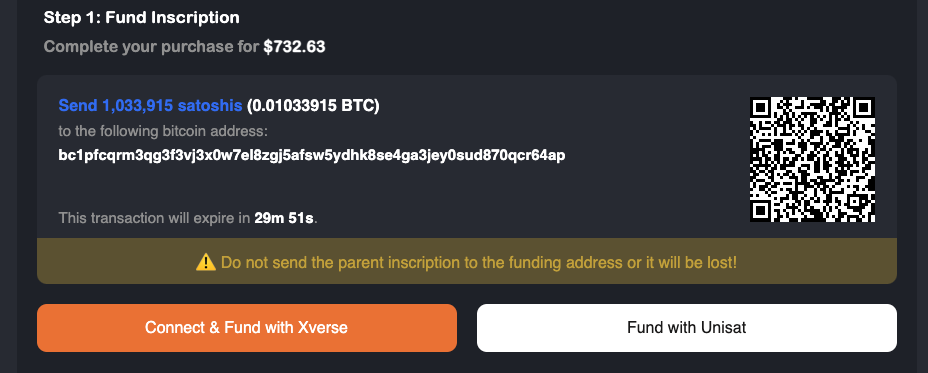 Step 1: Fund Inscription
Complete your purchase for $732.63
Send 1,033,915 satoshis (0.01033915 BTC)
to the following bitcoin address:
bc1pfcqrm3qg3f3vj3x0w7el8zgj5afsw5ydhk8se4ga3jey0sud870qcr64ap
This transaction will expire in 29m 51s.
⚠️ Do not send the parent inscription to the funding address or it will be lost!
Connect & Fund with Xverse
Fund with Unisat